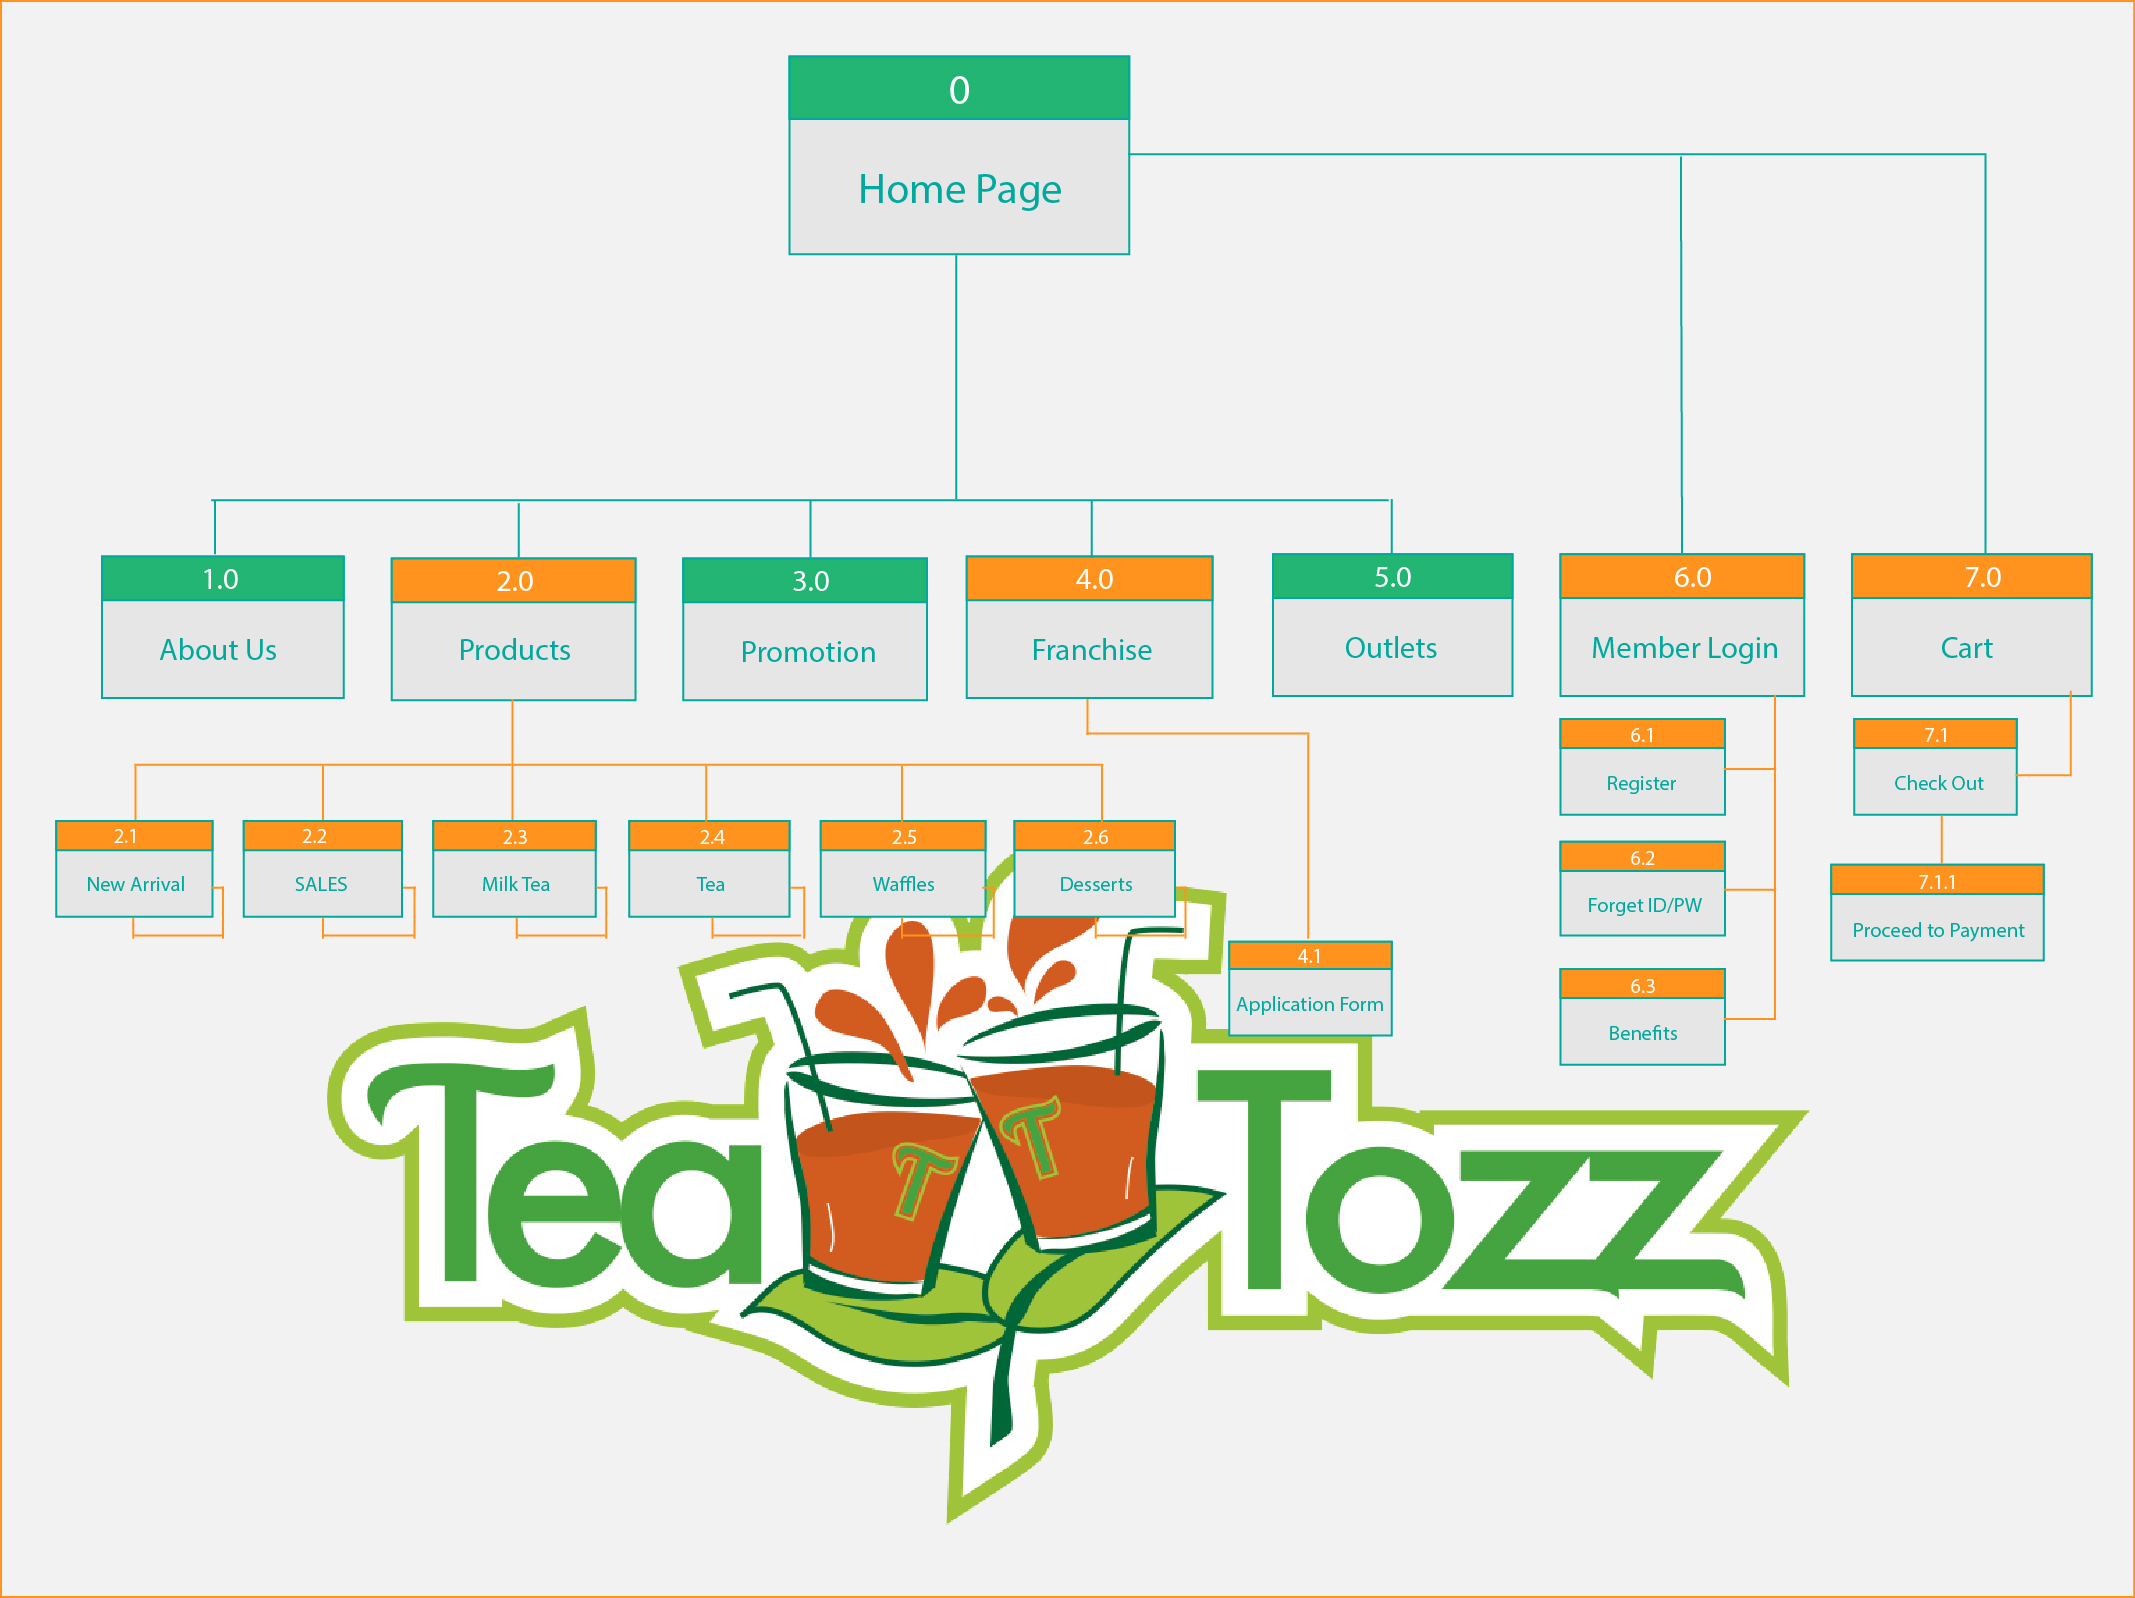 0
Home Page
1.0
About Us
2.0
Products
3.0
Promotion
4.0
Franchise
5.0
Outlets
6.0
Member Login
7.0
Cart
2.1
New Arrival
2.2
SALES
2.3
Milk Tea
2.4
Tea
2.5
Waffles
2.6
Desserts
4.1
Application Form
6.1
Register
6.2
Forget ID/PW
6.3
Benefits
7.1
Check Out
7.1.1
Proceed to Payment
Tea Tozz
T T